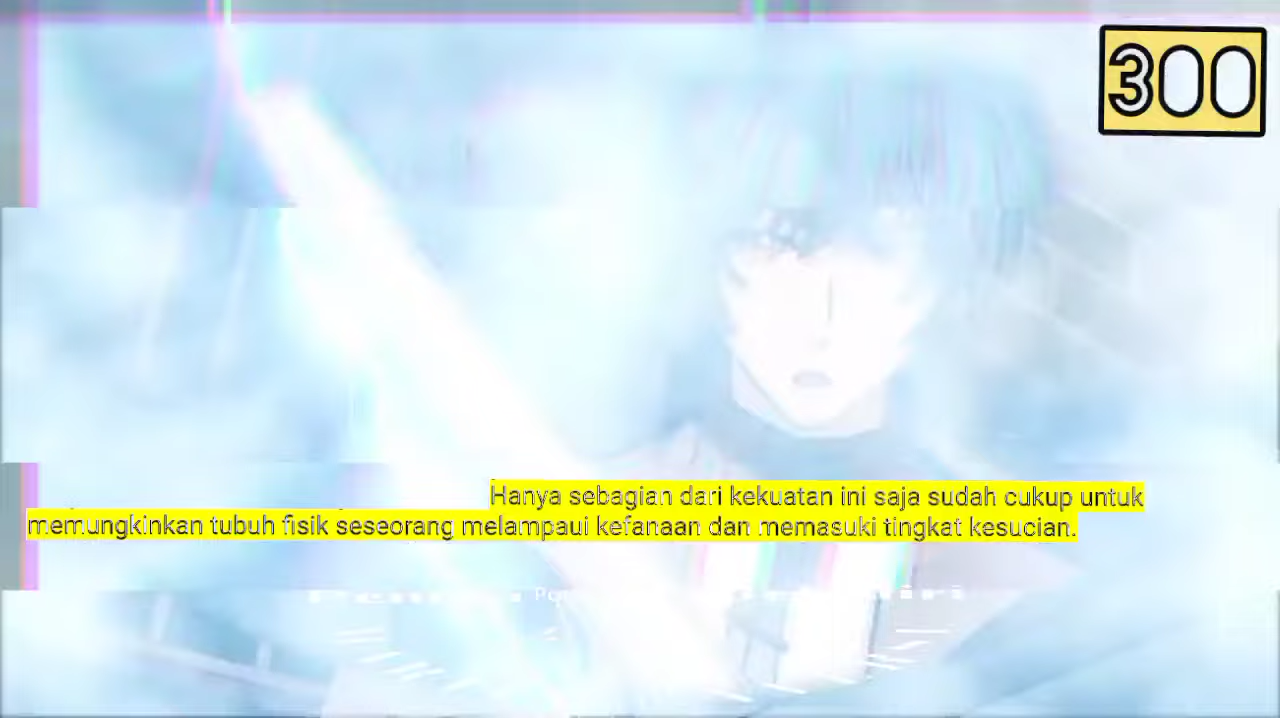 300
Hanya sebagian dari kekuatan ini saja sudah cukup untuk
memungkinkan tubuh fisik seseorang melampaui kefanaan dan memasuki tingkat kesucian.